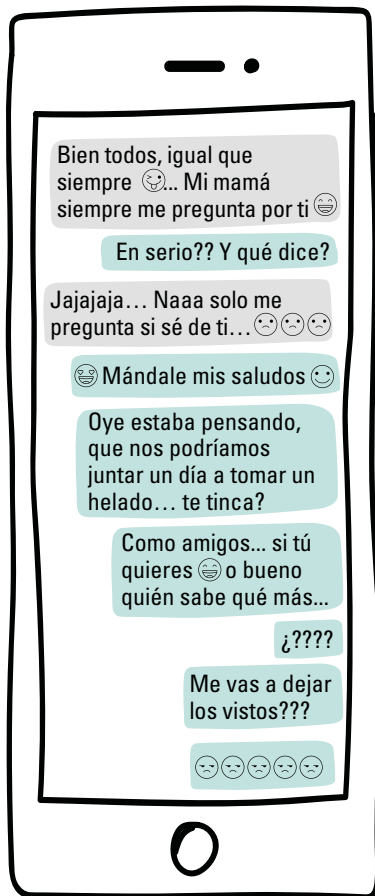 Bien todos, igual que
siempre 😜... Mi mamá
siempre me pregunta por ti 😄
En serio?? Y qué dice?
Jajajaja… Naaa solo me
pregunta si sé de ti… 🙁🙁🙁
😍 Mándale mis saludos 🙂
Oye estaba pensando,
que nos podríamos
juntar un día a tomar un
helado… te tinca?
Como amigos... si tú
quieres 😄 o bueno
quién sabe qué más...
¿????
Me vas a dejar
los vistos???
😒😒😒😒😒